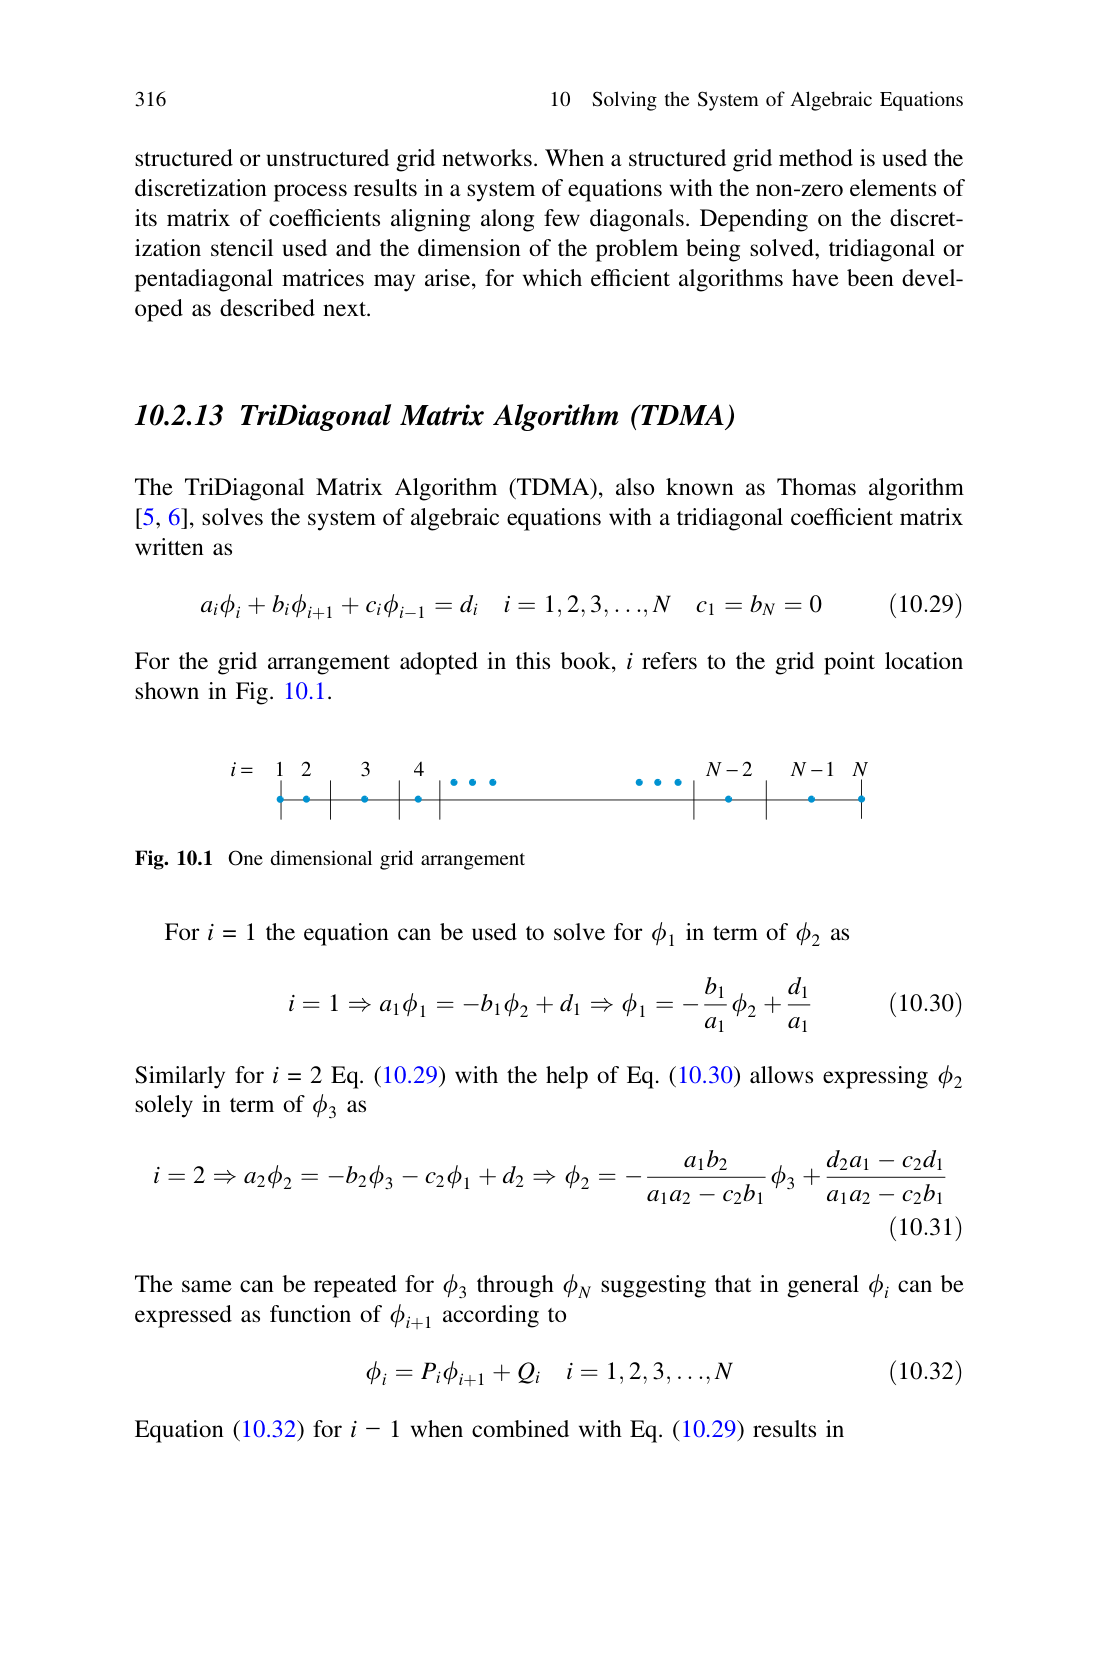 316 10 Solving the System of Algebraic Equations
structured or unstructured grid networks. When a structured grid method is used the
discretization process results in a system of equations with the non-zero elements of
its matrix of coefficients aligning along few diagonals. Depending on the discret-
ization stencil used and the dimension of the problem being solved, tridiagonal or
pentadiagonal matrices may arise, for which efficient algorithms have been devel-
oped as described next.
10.2.13 TriDiagonal Matrix Algorithm (TDMA)
The TriDiagonal Matrix Algorithm (TDMA), also known as Thomas algorithm
[5, 6], solves the system of algebraic equations with a tridiagonal coefficient matrix
written as
$a_i\phi_i + b_i\phi_{i+1} + c_i\phi_{i-1} = d_i \quad i = 1, 2, 3, \ldots, N \quad c_1 = b_N = 0$ (10.29)
For the grid arrangement adopted in this book, i refers to the grid point location
shown in Fig. 10.1.
i = 1 2 3 4 N − 2 N − 1 N
Fig. 10.1 One dimensional grid arrangement
For i = 1 the equation can be used to solve for $\phi_1$ in term of $\phi_2$ as
$i = 1 \Rightarrow a_1\phi_1 = -b_1\phi_2 + d_1 \Rightarrow \phi_1 = -\frac{b_1}{a_1}\phi_2 + \frac{d_1}{a_1}$ (10.30)
Similarly for i = 2 Eq. (10.29) with the help of Eq. (10.30) allows expressing $\phi_2$
solely in term of $\phi_3$ as
$i = 2 \Rightarrow a_2\phi_2 = -b_2\phi_3 - c_2\phi_1 + d_2 \Rightarrow \phi_2 = -\frac{a_1b_2}{a_1a_2 - c_2b_1}\phi_3 + \frac{d_2a_1 - c_2d_1}{a_1a_2 - c_2b_1}$
(10.31)
The same can be repeated for $\phi_3$ through $\phi_N$ suggesting that in general $\phi_i$ can be
expressed as function of $\phi_{i+1}$ according to
$\phi_i = P_i\phi_{i+1} + Q_i \quad i = 1, 2, 3, \ldots, N$ (10.32)
Equation (10.32) for i − 1 when combined with Eq. (10.29) results in